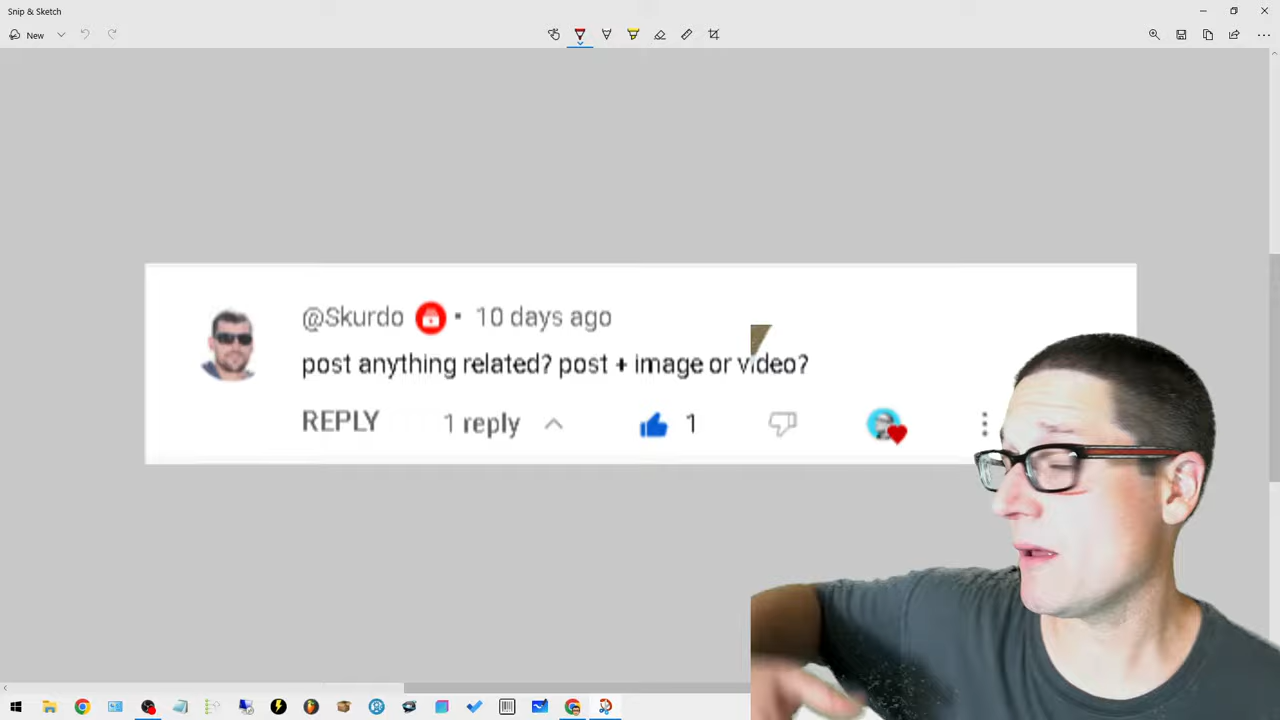 Snip & Sketch
New
@Skurdo • 10 days ago
post anything related? post + image or video?
REPLY 1 reply 1